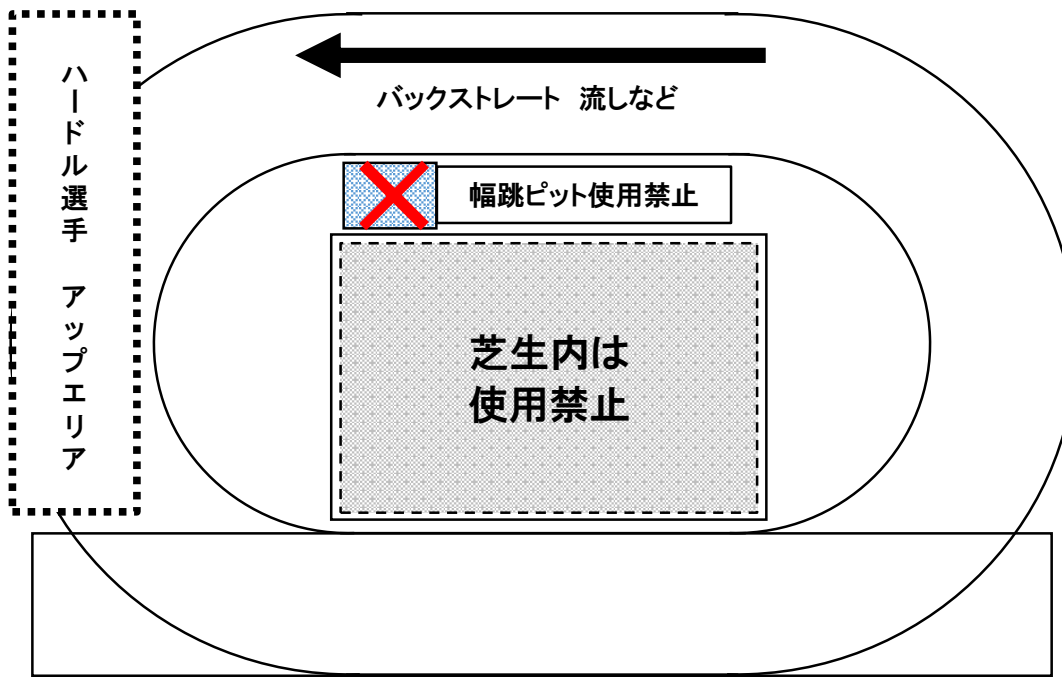 ハードル選手　アップエリア
バックストレート　流しなど
幅跳ピット使用禁止
芝生内は
使用禁止